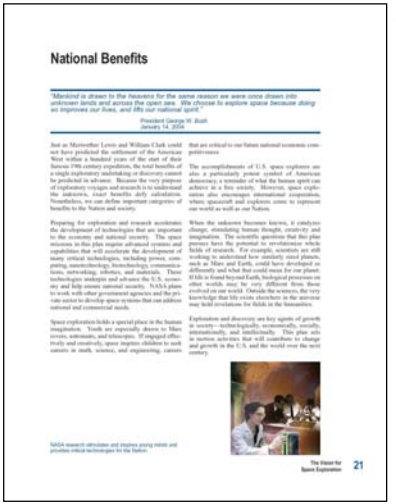 National Benefits
"Mankind is drawn to the heavens for the same reason we were once drawn into
unknown lands and across the open sea. We choose to explore space because doing
so improves our lives, and lifts our national spirit."
President George W. Bush
January 14, 2004
Just as Meriwether Lewis and William Clark could
not have predicted the settlement of the American
West within a hundred years of the start of their
famous 19th century expedition, the total benefits of
a single exploratory undertaking or discovery cannot
be predicted in advance. Because the very purpose
of exploratory voyages and research is to understand
the unknown, exact benefits defy calculation.
Nonetheless, we can define important categories of
benefits to the Nation and society.
Preparing for exploration and research accelerates
the development of technologies that are important
to the economy and national security. The space
missions in this plan require advanced systems and
capabilities that will accelerate the development of
many critical technologies, including power, com-
puting, nanotechnology, biotechnology, communica-
tions, networking, robotics, and materials. These
technologies underpin and advance the U.S. econo-
my and help ensure national security. NASA plans
to work with other government agencies and the pri-
vate sector to develop space systems that can address
national and commercial needs.
Space exploration holds a special place in the human
imagination. Youth are especially drawn to Mars
rovers, astronauts, and telescopes. If engaged effec-
tively and creatively, space inspires children to seek
careers in math, science, and engineering, careers
that are critical to our future national economic com-
petitiveness.
The accomplishments of U.S. space explorers are
also a particularly potent symbol of American
democracy, a reminder of what the human spirit can
achieve in a free society. However, space explo-
ration also encourages international cooperation,
where spacecraft and explorers come to represent
our world as well as our Nation.
When the unknown becomes known, it catalyzes
change, stimulating human thought, creativity and
imagination. The scientific questions that this plan
pursues have the potential to revolutionize whole
fields of research. For example, scientists are still
working to understand how similarly sized planets,
such as Mars and Earth, could have developed so
differently and what that could mean for our planet.
If life is found beyond Earth, biological processes on
other worlds may be very different from those
evolved on our world. Outside the sciences, the very
knowledge that life exists elsewhere in the universe
may hold revelations for fields in the humanities.
Exploration and discovery are key agents of growth
in society—technologically, economically, socially,
internationally, and intellectually. This plan sets
in motion activities that will contribute to change
and growth in the U.S. and the world over the next
century.
NASA research stimulates and inspires young minds and
provides critical technologies for the Nation.
The Vision for
Space Exploration
21